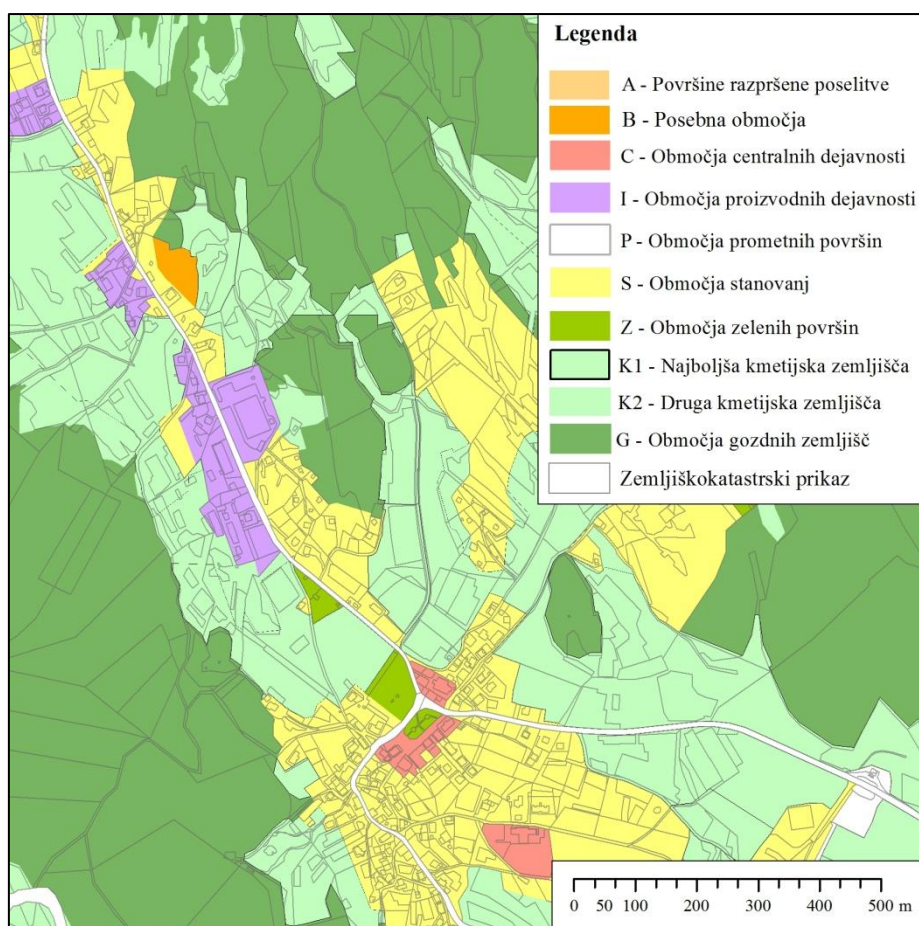 Legenda
A - Površine razpršene poselitve
B - Posebna območja
C - Območja centralnih dejavnosti
I - Območja proizvodnih dejavnosti
P - Območja prometnih površin
S - Območja stanovanj
Z - Območja zelenih površin
K1 - Najboljša kmetijska zemljišča
K2 - Druga kmetijska zemljišča
G - Območja gozdnih zemljišč
Zemljiškokatastrski prikaz
0 50 100 200 300 400 500 m